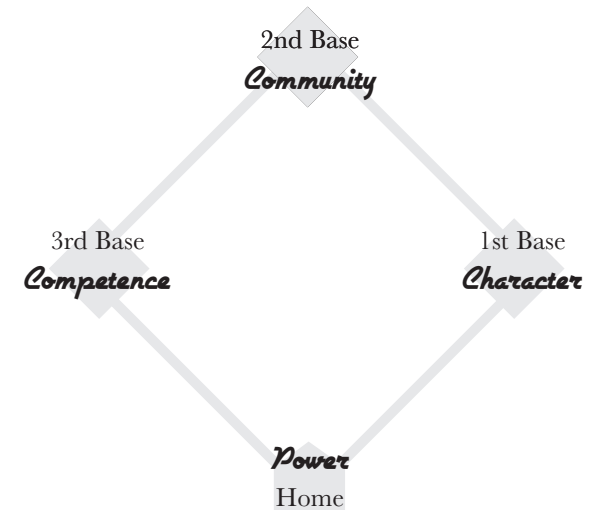 2nd Base
Community
3rd Base
Competence
1st Base
Character
Power
Home